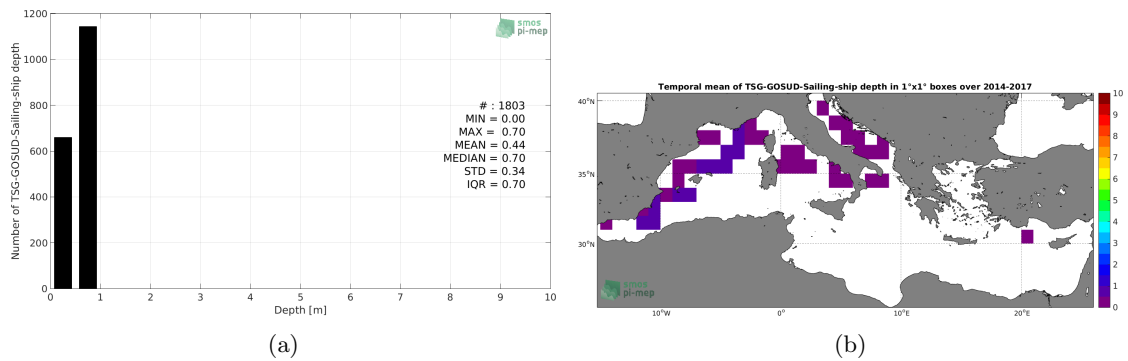 1200
1000
800
600
400
200
0
Number of TSG-GOSUD-Sailing-ship depth
smos
pi-mep
# : 1803
MIN = 0.00
MAX = 0.70
MEAN = 0.44
MEDIAN = 0.70
STD = 0.34
IQR = 0.70
0 1 2 3 4 5 6 7 8 9 10
Depth [m]
(a)
Temporal mean of TSG-GOSUD-Sailing-ship depth in 1°x1° boxes over 2014-2017
40°N
35°N
30°N
10°W 0° 10°E 20°E
smos
pi-mep
10
9
8
7
6
5
4
3
2
1
0
(b)